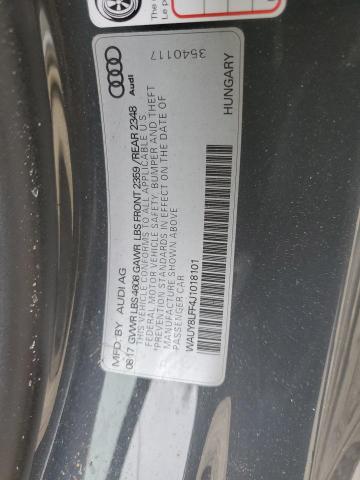 The
Le p
3540117
Audi
HUNGARY
MFD. BY AUDI AG
08.17 GVWR LBS 4608 GAWR LBS FRONT 2359/REAR 2348
THIS VEHICLE CONFORMS TO ALL APPLICABLE U.S.
FEDERAL MOTOR VEHICLE SAFETY, BUMPER AND THEFT
PREVENTION STANDARDS IN EFFECT ON THE DATE OF
MANUFACTURE SHOWN ABOVE
PASSENGER CAR
WAUY8LFF4J1018101